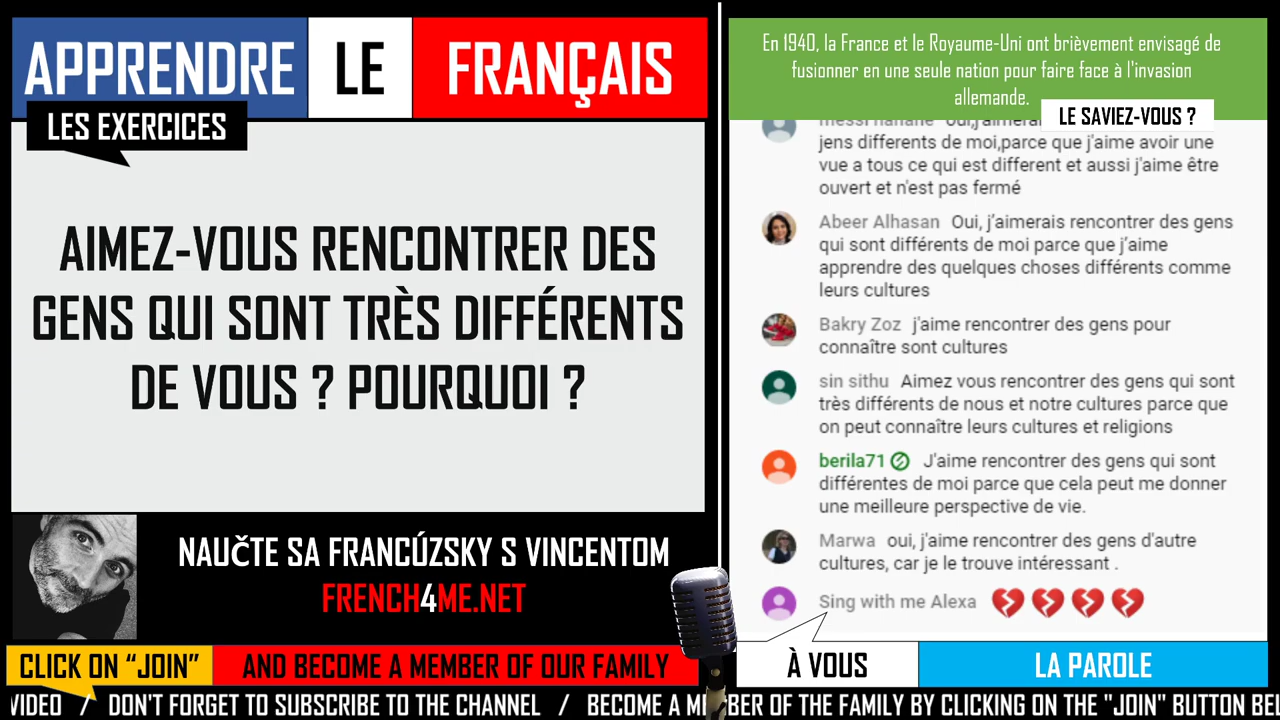 APPRENDRE LE FRANÇAIS
LES EXERCICES
AIMEZ-VOUS RENCONTRER DES
GENS QUI SONT TRÈS DIFFÉRENTS
DE VOUS ? POURQUOI ?
NAUČTE SA FRANCÚZSKY S VINCENTOM
FRENCH4ME.NET
CLICK ON “JOIN” AND BECOME A MEMBER OF OUR FAMILY
En 1940, la France et le Royaume-Uni ont brièvement envisagé de
fusionner en une seule nation pour faire face à l'invasion
allemande.
LE SAVIEZ-VOUS ?
jens differents de moi,parce que j'aime avoir une
vue a tous ce qui est different et aussi j'aime être
ouvert et n'est pas fermé
Abeer Alhasan Oui, j’aimerais rencontrer des gens
qui sont différents de moi parce que j’aime
apprendre des quelques choses différents comme
leurs cultures
Bakry Zoz j'aime rencontrer des gens pour
connaître sont cultures
sin sithu Aimez vous rencontrer des gens qui sont
très différents de nous et notre cultures parce que
on peut connaître leurs cultures et religions
berila71 J'aime rencontrer des gens qui sont
différentes de moi parce que cela peut me donner
une meilleure perspective de vie.
Marwa oui, j'aime rencontrer des gens d'autre
cultures, car je le trouve intéressant .
Sing with me Alexa
À VOUS LA PAROLE
VIDEO / DON'T FORGET TO SUBSCRIBE TO THE CHANNEL / BECOME A MEMBER OF THE FAMILY BY CLICKING ON THE "JOIN" BUTTON